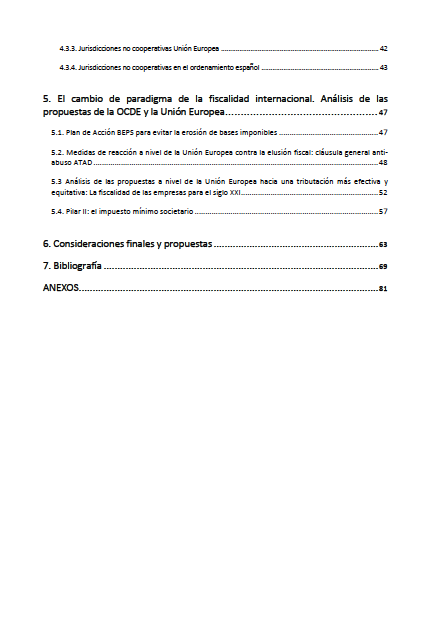 4.3.3. Jurisdicciones no cooperativas Unión Europea ........ 42
4.3.4. Jurisdicciones no cooperativas en el ordenamiento español ........ 43
5. El cambio de paradigma de la fiscalidad internacional. Análisis de las
propuestas de la OCDE y la Unión Europea........ 47
5.1. Plan de Acción BEPS para evitar la erosión de bases imponibles ........ 47
5.2. Medidas de reacción a nivel de la Unión Europea contra la elusión fiscal: cláusula general anti-
abuso ATAD ........ 48
5.3 Análisis de las propuestas a nivel de la Unión Europea hacia una tributación más efectiva y
equitativa: La fiscalidad de las empresas para el siglo XXI........ 52
5.4. Pilar II: el impuesto mínimo societario ........ 57
6. Consideraciones finales y propuestas ........ 63
7. Bibliografía ........ 69
ANEXOS........ 81